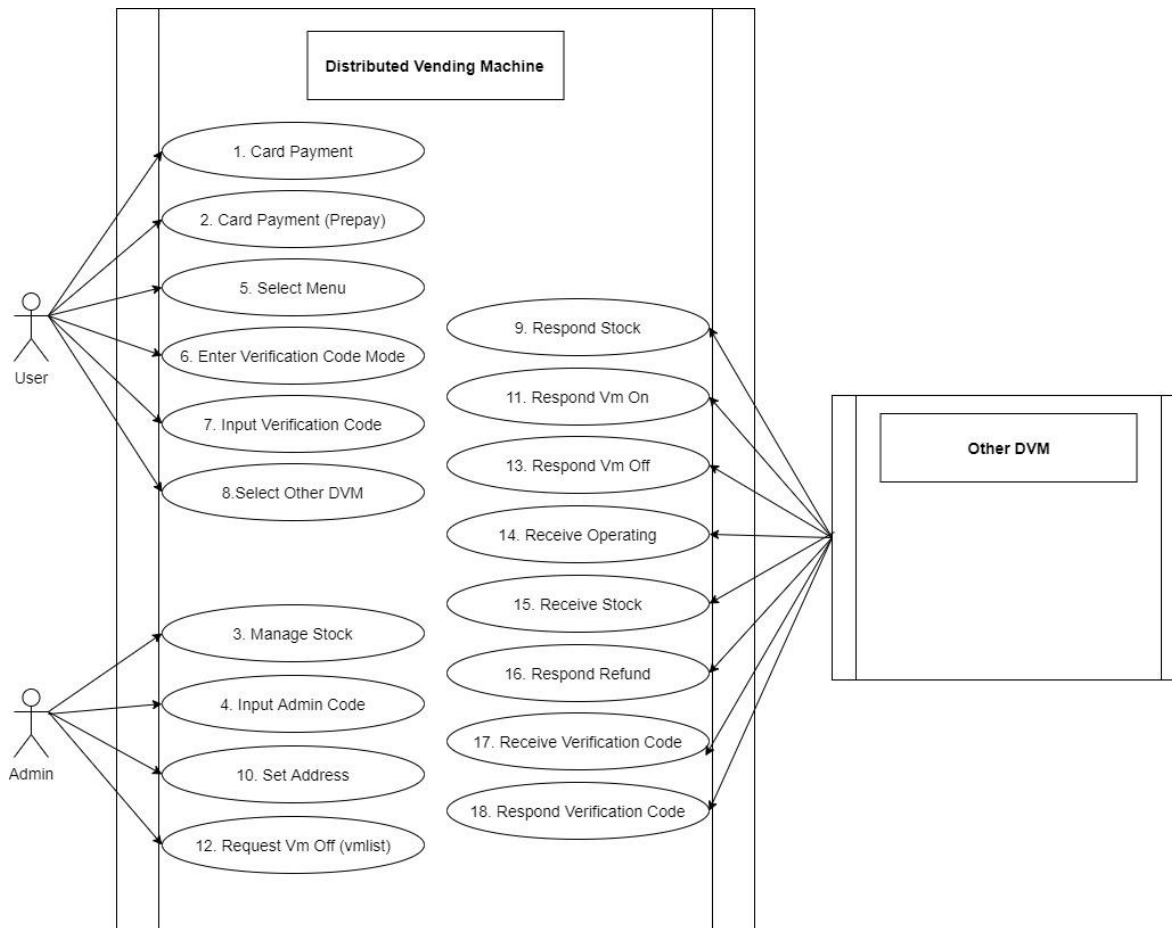 Distributed Vending Machine
1. Card Payment
2. Card Payment (Prepay)
5. Select Menu
6. Enter Verification Code Mode
7. Input Verification Code
8.Select Other DVM
User
3. Manage Stock
4. Input Admin Code
10. Set Address
12. Request Vm Off (vmlist)
Admin
9. Respond Stock
11. Respond Vm On
13. Respond Vm Off
14. Receive Operating
15. Receive Stock
16. Respond Refund
17. Receive Verification Code
18. Respond Verification Code
Other DVM